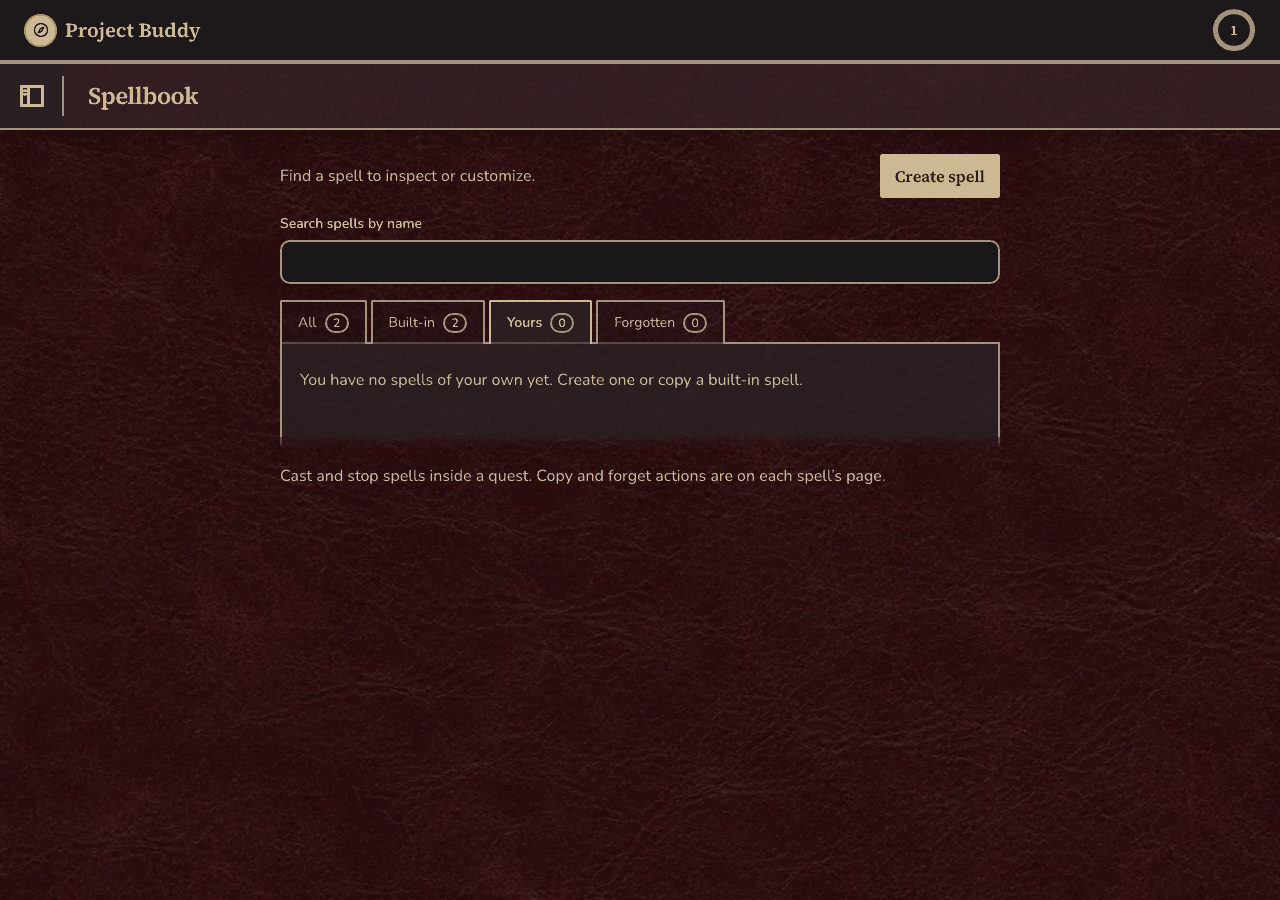 Project Buddy
1
Spellbook
Find a spell to inspect or customize.
Create spell
Search spells by name
All 2 Built-in 2 Yours 0 Forgotten 0
You have no spells of your own yet. Create one or copy a built-in spell.
Cast and stop spells inside a quest. Copy and forget actions are on each spell's page.